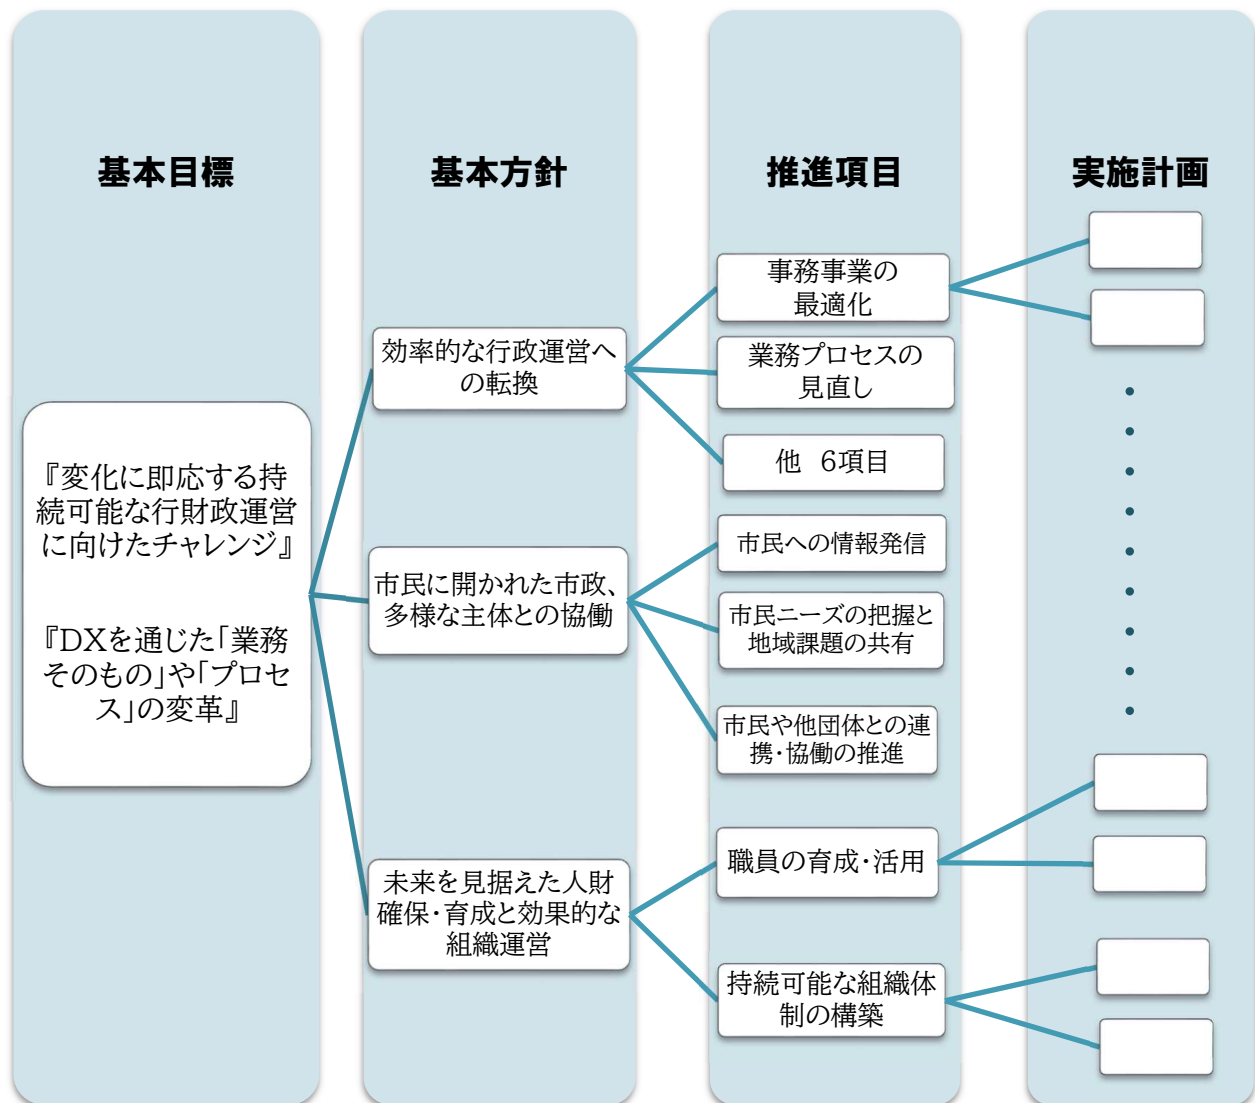 基本目標
基本方針
推進項目
実施計画
『変化に即応する持
続可能な行財政運営
に向けたチャレンジ』
『DXを通じた「業務
そのもの」や「プロセ
ス」の変革』
効率的な行政運営へ
の転換
市民に開かれた市政、
多様な主体との協働
未来を見据えた人財
確保・育成と効果的な
組織運営
事務事業の
最適化
業務プロセスの
見直し
他 6項目
市民への情報発信
市民ニーズの把握と
地域課題の共有
市民や他団体との連
携・協働の推進
職員の育成・活用
持続可能な組織体
制の構築